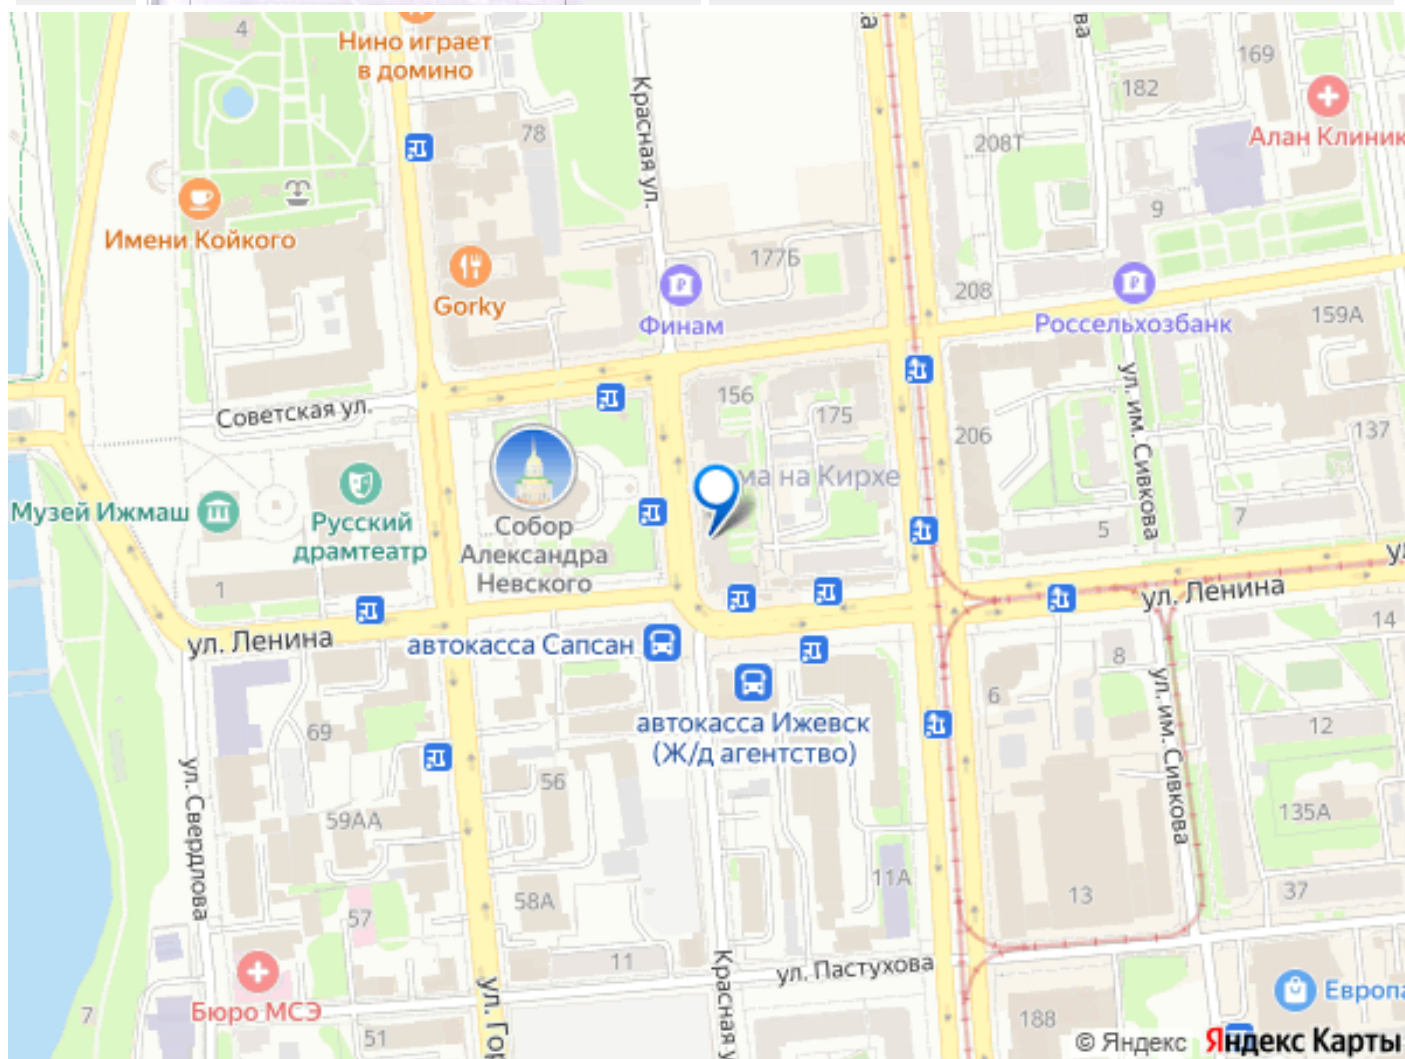 4
Нино играет
в домино
78
Красная ул.
182
169
Алан Клиник
208Т
9
Имени Койкого
Gorky
177Б
Финам
208
Россельхозбанк
159А
Советская ул.
156
175
206
ма на Кирхе
ул. им. Сивкова
137
Музей Ижмаш
Русский
драмтеатр
Собор
Александра
Невского
5
7
1
ул. Ленина
ул. Ленина
автокасса Сапсан
14
8
6
автокасса Ижевск
(Ж/д агентство)
69
12
56
ул. Свердлова
ул. им. Сивкова
59АА
135А
57
58А
11А
13
37
11
ул. Пастухова
Красная у
ул. Гор
Бюро МСЭ
7
51
188
Европа
© Яндекс Яндекс Карты